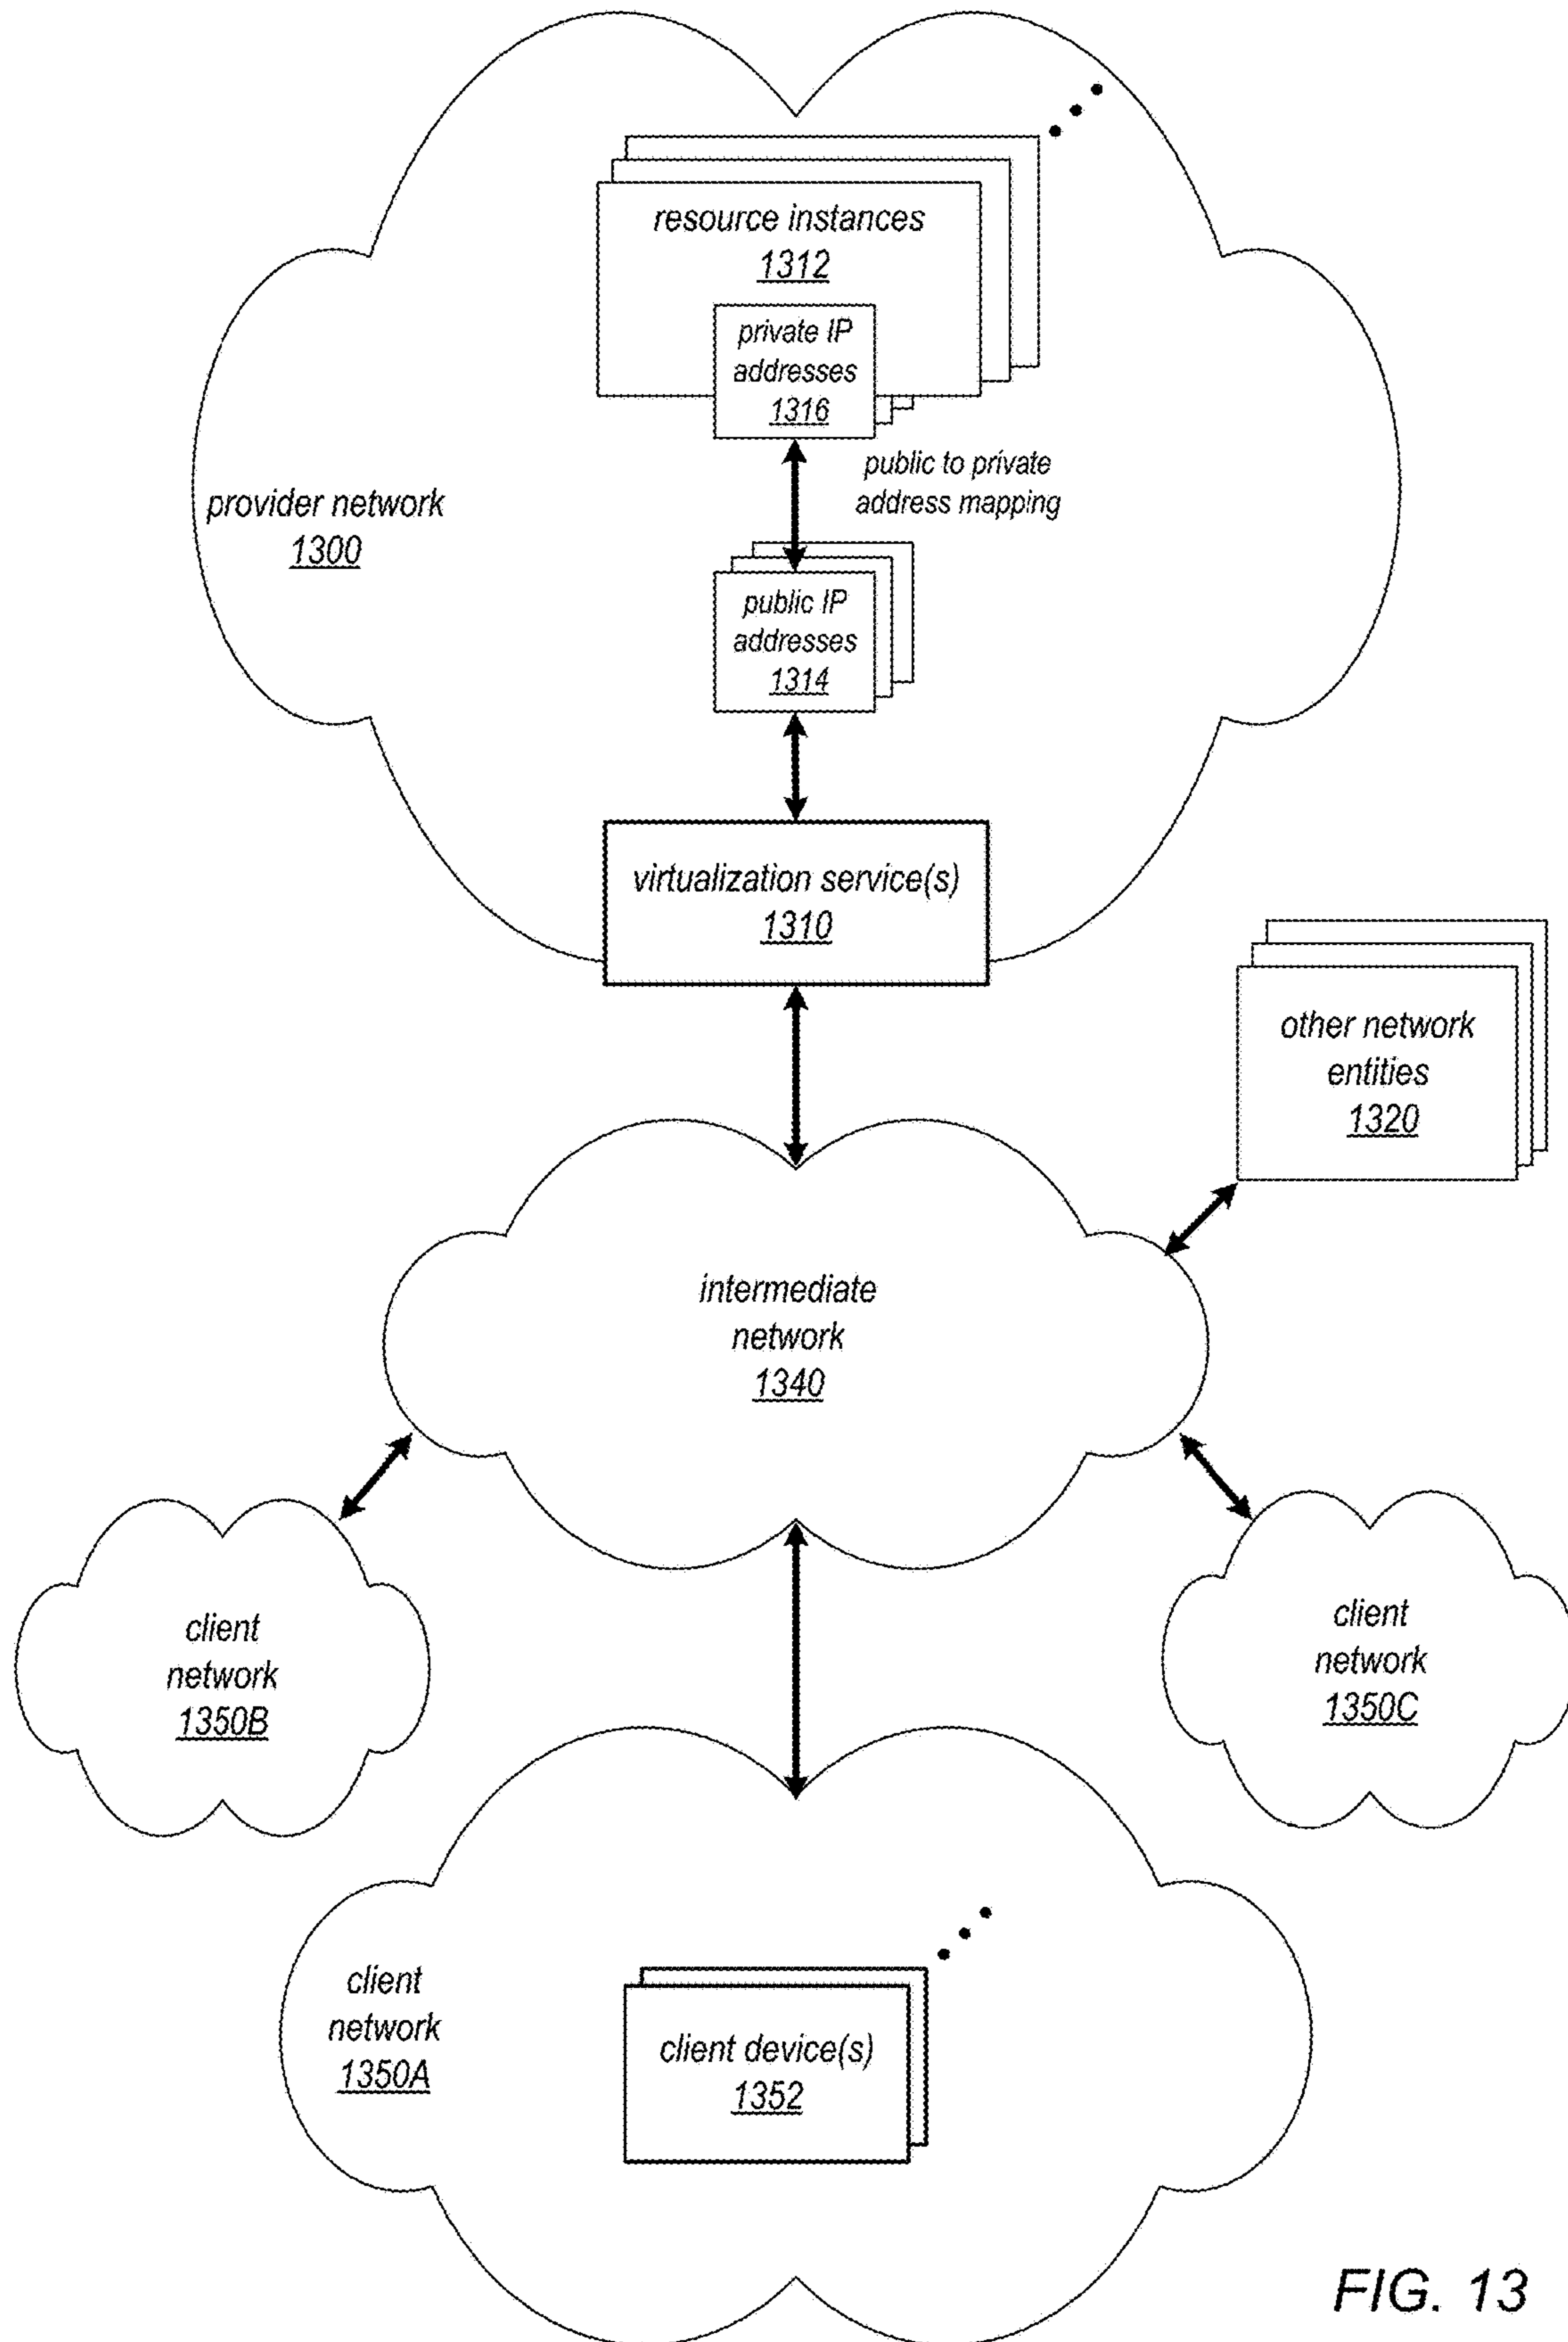 resource instances
1312
private IP
addresses
1316
public to private
address mapping
provider network
1300
public IP
addresses
1314
virtualization service(s)
1310
other network
entities
1320
intermediate
network
1340
client
network
1350B
client
network
1350C
client
network
1350A
client device(s)
1352
FIG. 13